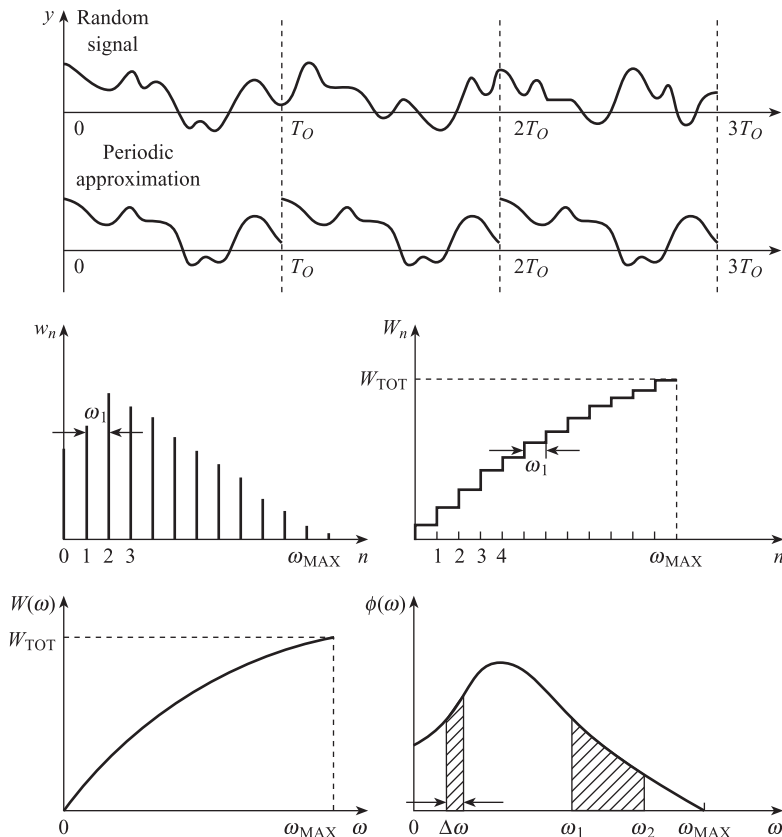 y Random
signal
0 T_O 2T_O 3T_O
Periodic
approximation
0 T_O 2T_O 3T_O
w_n
ω_1
0 1 2 3 ω_MAX n
W_n
W_TOT
ω_1
1 2 3 4 ω_MAX n
W(ω)
W_TOT
0 ω_MAX ω
ϕ(ω)
0 Δω ω_1 ω_2 ω_MAX ω